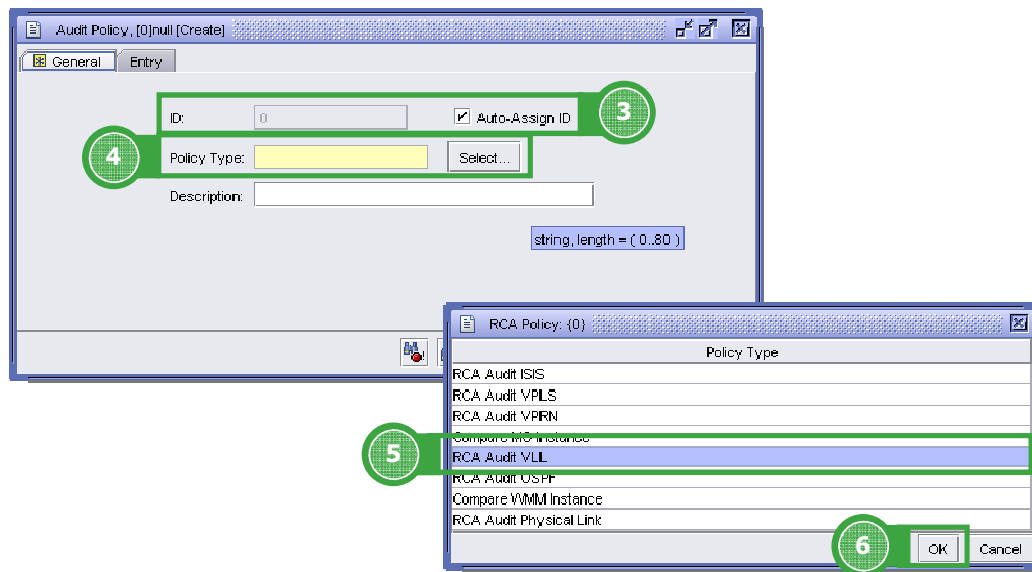 Audit Policy, [0]null [Create]
General Entry
ID: 0 Auto-Assign ID 3
4 Policy Type: Select...
Description:
string, length = ( 0..80 )
RCA Policy: {0}
Policy Type
RCA Audit ISIS
RCA Audit VPLS
RCA Audit VPRN
Compare MO Instance
5 RCA Audit VLL
RCA Audit OSPF
Compare WMM Instance
RCA Audit Physical Link
6 OK Cancel